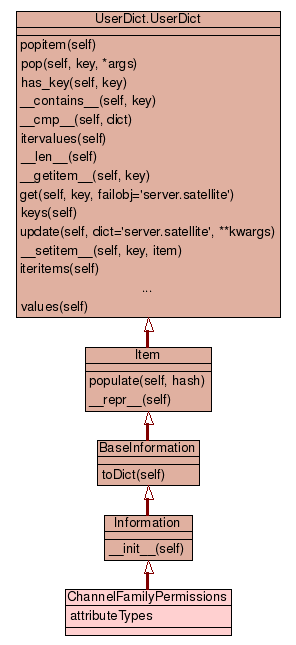 UserDict.UserDict
popitem(self)
pop(self, key, *args)
has_key(self, key)
__contains__(self, key)
__cmp__(self, dict)
itervalues(self)
__len__(self)
__getitem__(self, key)
get(self, key, failobj='server.satellite')
keys(self)
update(self, dict='server.satellite', **kwargs)
__setitem__(self, key, item)
iteritems(self)
...
values(self)
Item
populate(self, hash)
__repr__(self)
BaseInformation
toDict(self)
Information
__init__(self)
ChannelFamilyPermissions
attributeTypes